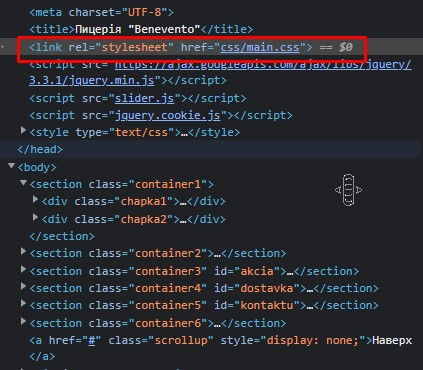 <meta charset="UTF-8">
<title>Пицерія "Benevento"</title>
<link rel="stylesheet" href="css/main.css"> == $0
<script src="https://ajax.googleapis.com/ajax/libs/jquery/
3.3.1/jquery.min.js"></script>
<script src="slider.js"></script>
<script src="jquery.cookie.js"></script>
<style type="text/css">…</style>
</head>
<body>
<section class="container1">
<div class="chapka1">…</div>
<div class="chapka2">…</div>
</section>
<section class="container2">…</section>
<section class="container3" id="akcia">…</section>
<section class="container4" id="dostavka">…</section>
<section class="container5" id="kontaktu">…</section>
<section class="container6">…</section>
<a href="#" class="scrollup" style="display: none;">Наверх
</a>